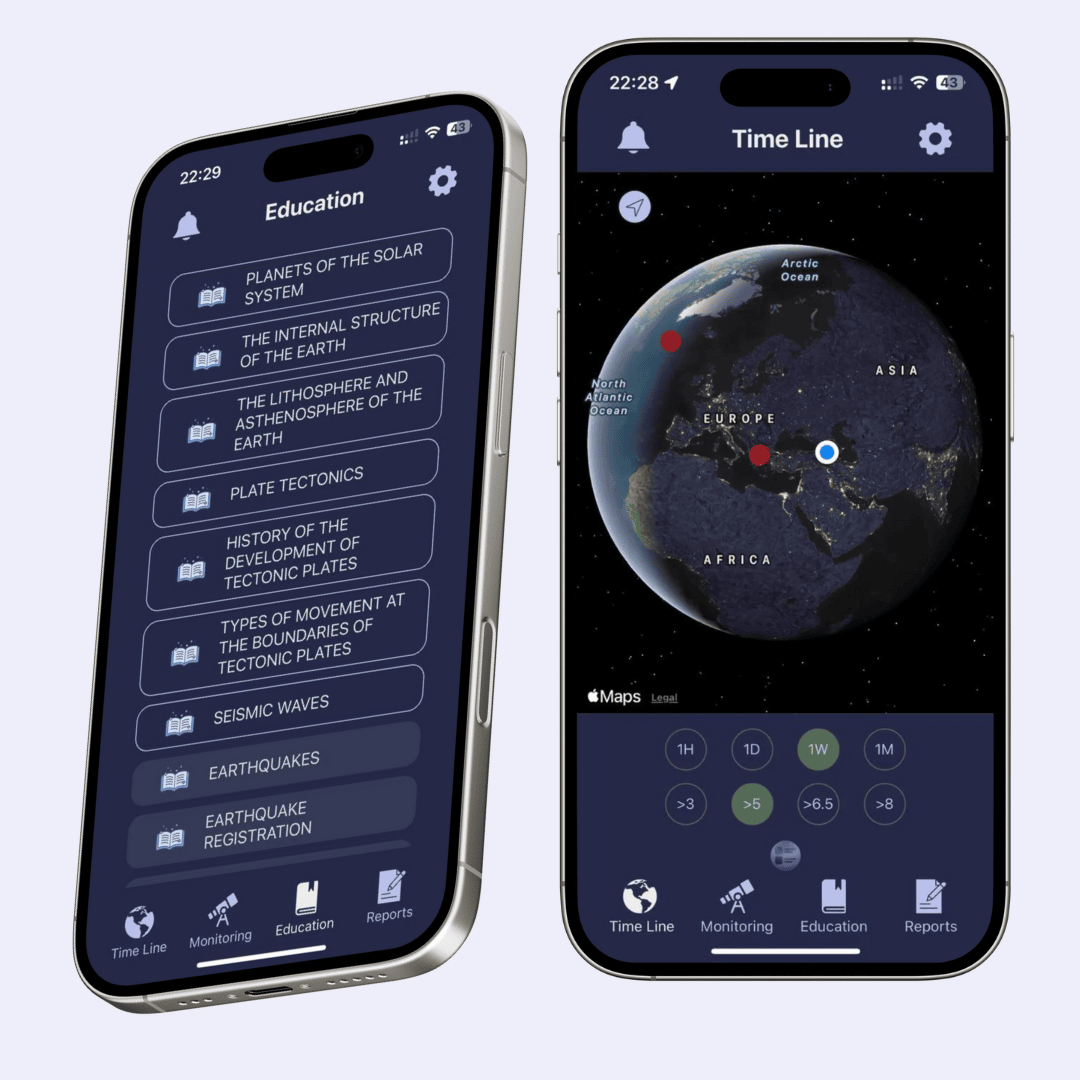 22:29
43
Education
PLANETS OF THE SOLAR
SYSTEM
THE INTERNAL STRUCTURE
OF THE EARTH
THE LITHOSPHERE AND
ASTHENOSPHERE OF THE
EARTH
PLATE TECTONICS
HISTORY OF THE
DEVELOPMENT OF
TECTONIC PLATES
TYPES OF MOVEMENT AT
THE BOUNDARIES OF
TECTONIC PLATES
SEISMIC WAVES
EARTHQUAKES
EARTHQUAKE
REGISTRATION
Time Line Monitoring Education Reports
22:28 43
Time Line
Arctic
Ocean
ASIA
North
Atlantic
Ocean
EUROPE
AFRICA
Maps Legal
1H 1D 1W 1M
>3 >5 >6.5 >8
Time Line Monitoring Education Reports